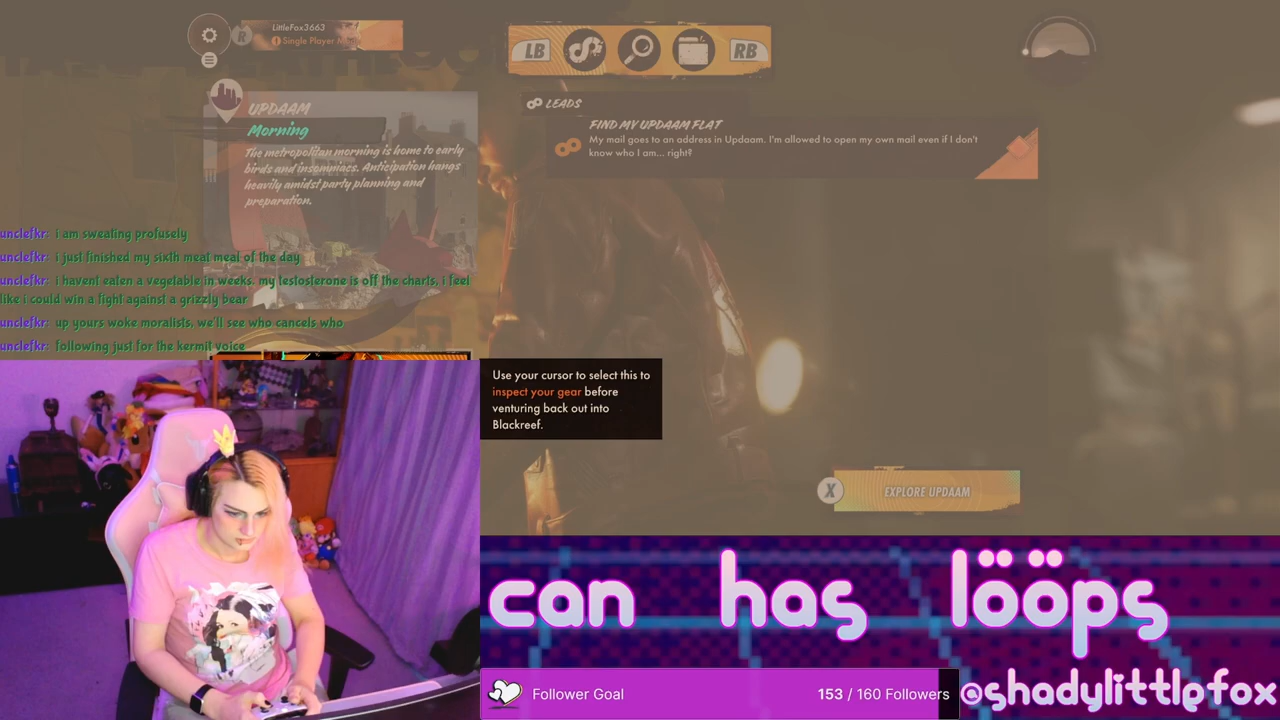 LittleFox3663
R
Single Player M
LB
RB
UPDAAM
Morning
The metropolitan morning is home to early
birds and insomniacs. Anticipation hangs
heavily amidst party planning and
preparation.
LEADS
FIND MY UPDAAM FLAT
My mail goes to an address in Updaam. I'm allowed to open my own mail even if I don't
know who I am... right?
unclefkr: i am sweating profusely
unclefkr: i just finished my sixth meat meal of the day
unclefkr: i havent eaten a vegetable in weeks. my testosterone is off the charts, i feel
like i could win a fight against a grizzly bear
unclefkr: up yours woke moralists, we'll see who cancels who
unclefkr: following just for the kermit voice
Use your cursor to select this to
inspect your gear before
venturing back out into
Blackreef.
X
EXPLORE UPDAAM
can has lööps
Follower Goal
153 / 160 Followers
@shadylittlefox